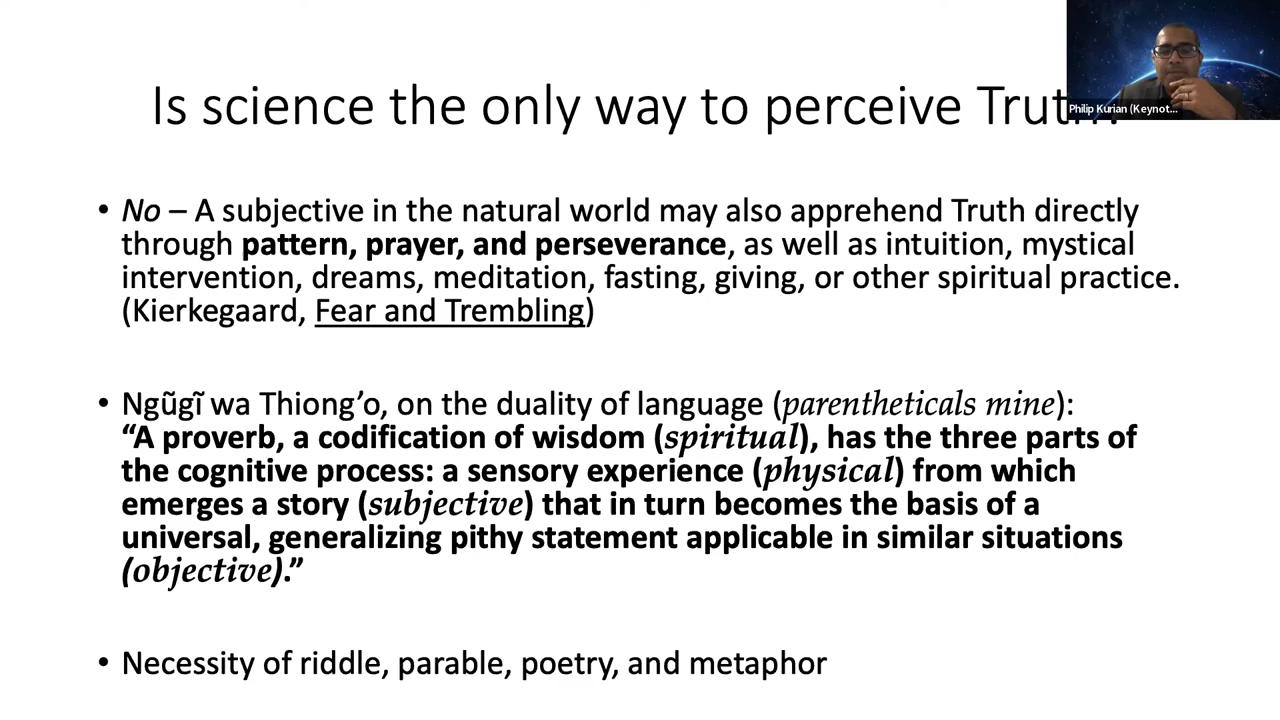 Is science the only way to perceive Truth?
Philip Kurian (Keynot...
• No – A subjective in the natural world may also apprehend Truth directly
through pattern, prayer, and perseverance, as well as intuition, mystical
intervention, dreams, meditation, fasting, giving, or other spiritual practice.
(Kierkegaard, Fear and Trembling)
• Ngũgĩ wa Thiong’o, on the duality of language (parentheticals mine):
“A proverb, a codification of wisdom (spiritual), has the three parts of
the cognitive process: a sensory experience (physical) from which
emerges a story (subjective) that in turn becomes the basis of a
universal, generalizing pithy statement applicable in similar situations
(objective).”
• Necessity of riddle, parable, poetry, and metaphor